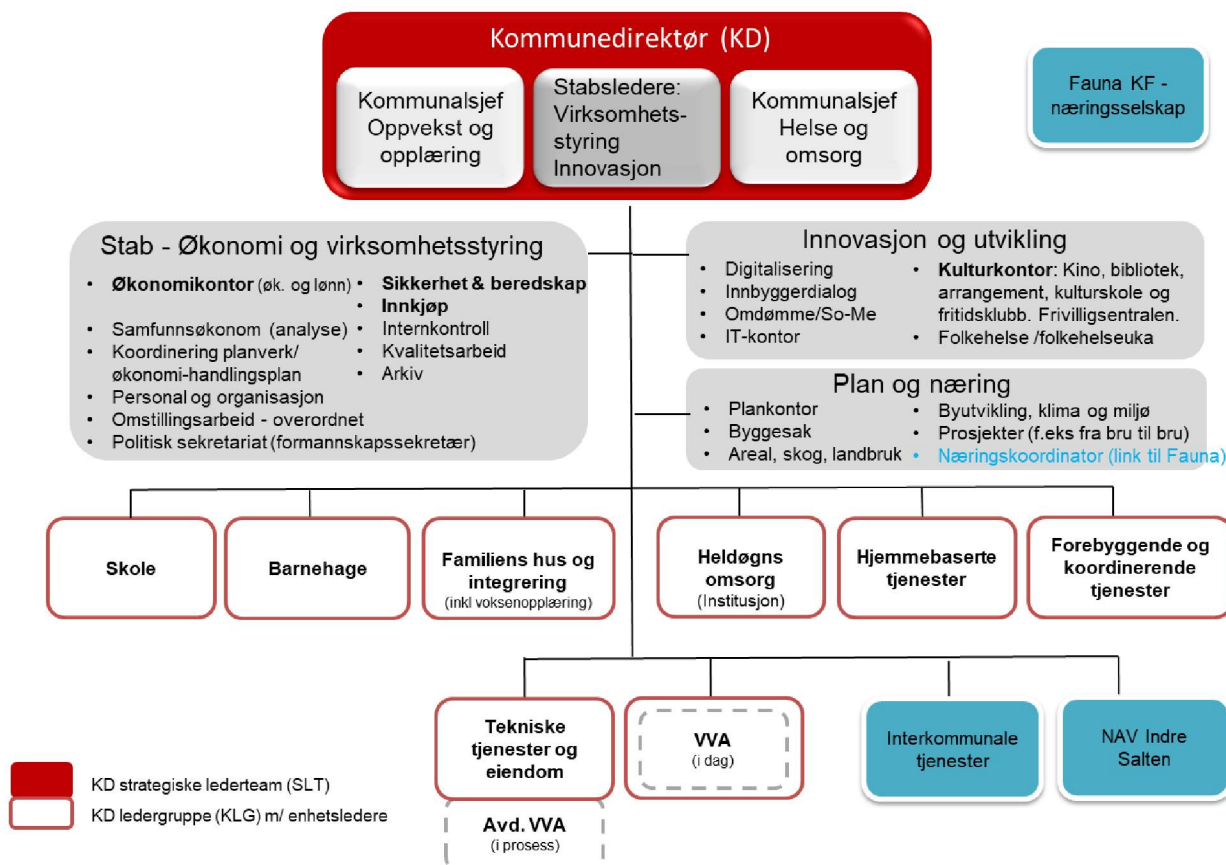 Kommunedirektør (KD)
Kommunalsjef
Oppvekst og
opplæring
Stabsledere:
Virksomhets-
styring
Innovasjon
Kommunalsjef
Helse og
omsorg
Fauna KF -
næringsselskap
Stab - Økonomi og virksomhetsstyring
• Økonomikontor (øk. og lønn)
• Samfunnsøkonom (analyse)
• Koordinering planverk/
økonomi-handlingsplan
• Personal og organisasjon
• Omstillingsarbeid - overordnet
• Politisk sekretariat (formannskapssekretær)
• Sikkerhet & beredskap
• Innkjøp
• Internkontroll
• Kvalitetsarbeid
• Arkiv
Innovasjon og utvikling
• Digitalisering
• Innbyggerdialog
• Omdømme/So-Me
• IT-kontor
• Kulturkontor: Kino, bibliotek,
arrangement, kulturskole og
fritidsklubb. Frivilligsentralen.
• Folkehelse /folkehelseuka
Plan og næring
• Plankontor
• Byggesak
• Areal, skog, landbruk
• Byutvikling, klima og miljø
• Prosjekter (f.eks fra bru til bru)
• Næringskoordinator (link til Fauna)
Skole
Barnehage
Familiens hus og
integrering
(inkl voksenopplæring)
Heldøgns
omsorg
(Institusjon)
Hjemmebaserte
tjenester
Forebyggende og
koordinerende
tjenester
Tekniske
tjenester og
eiendom
Avd. VVA
(i prosess)
VVA
(i dag)
Interkommunale
tjenester
NAV Indre
Salten
KD strategiske lederteam (SLT)
KD ledergruppe (KLG) m/ enhetsledere